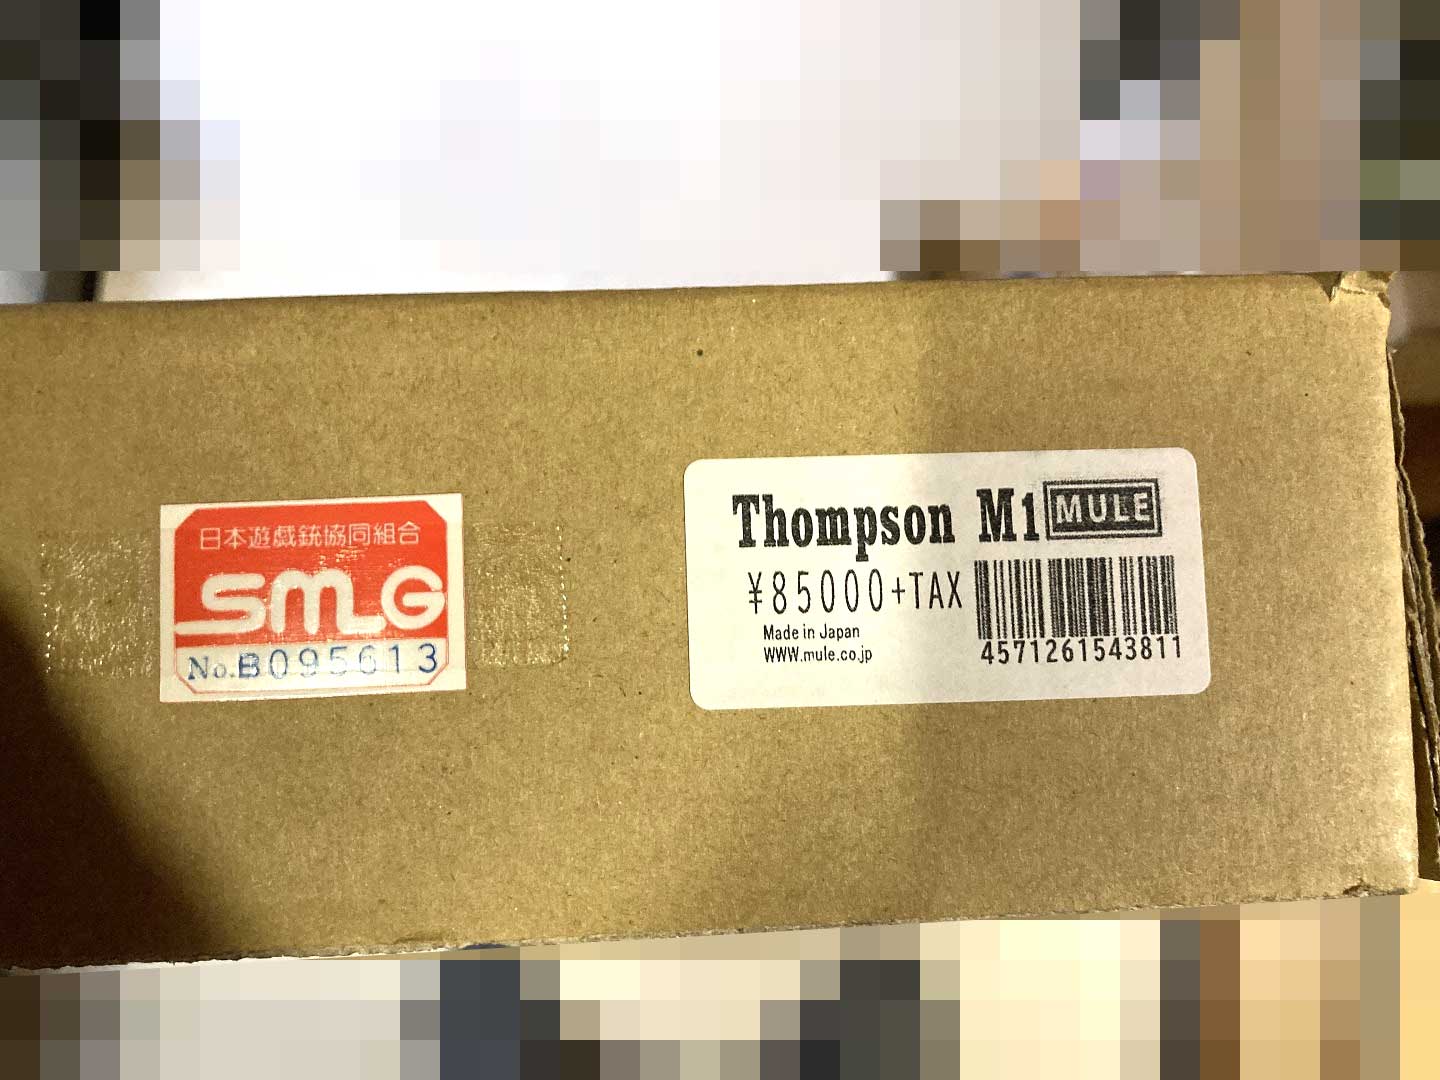 日本遊戯銃協同組合
SMG
No.B095613
Thompson M1 MULE
¥85000+TAX
Made in Japan
WWW.mule.co.jp
4571261543811